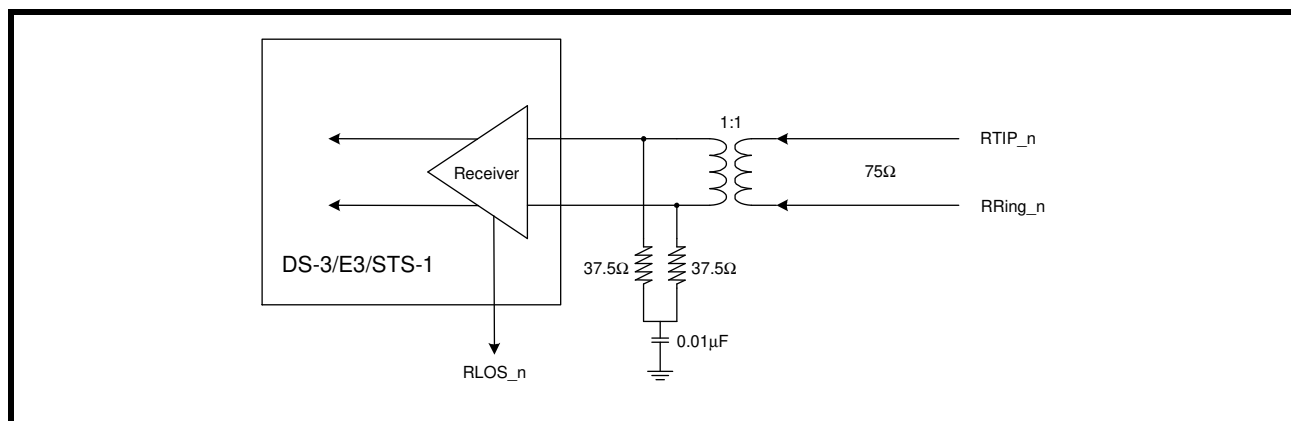 1:1
RTIP_n
Receiver
75Ω
RRing_n
DS-3/E3/STS-1
37.5Ω
37.5Ω
0.01μF
RLOS_n